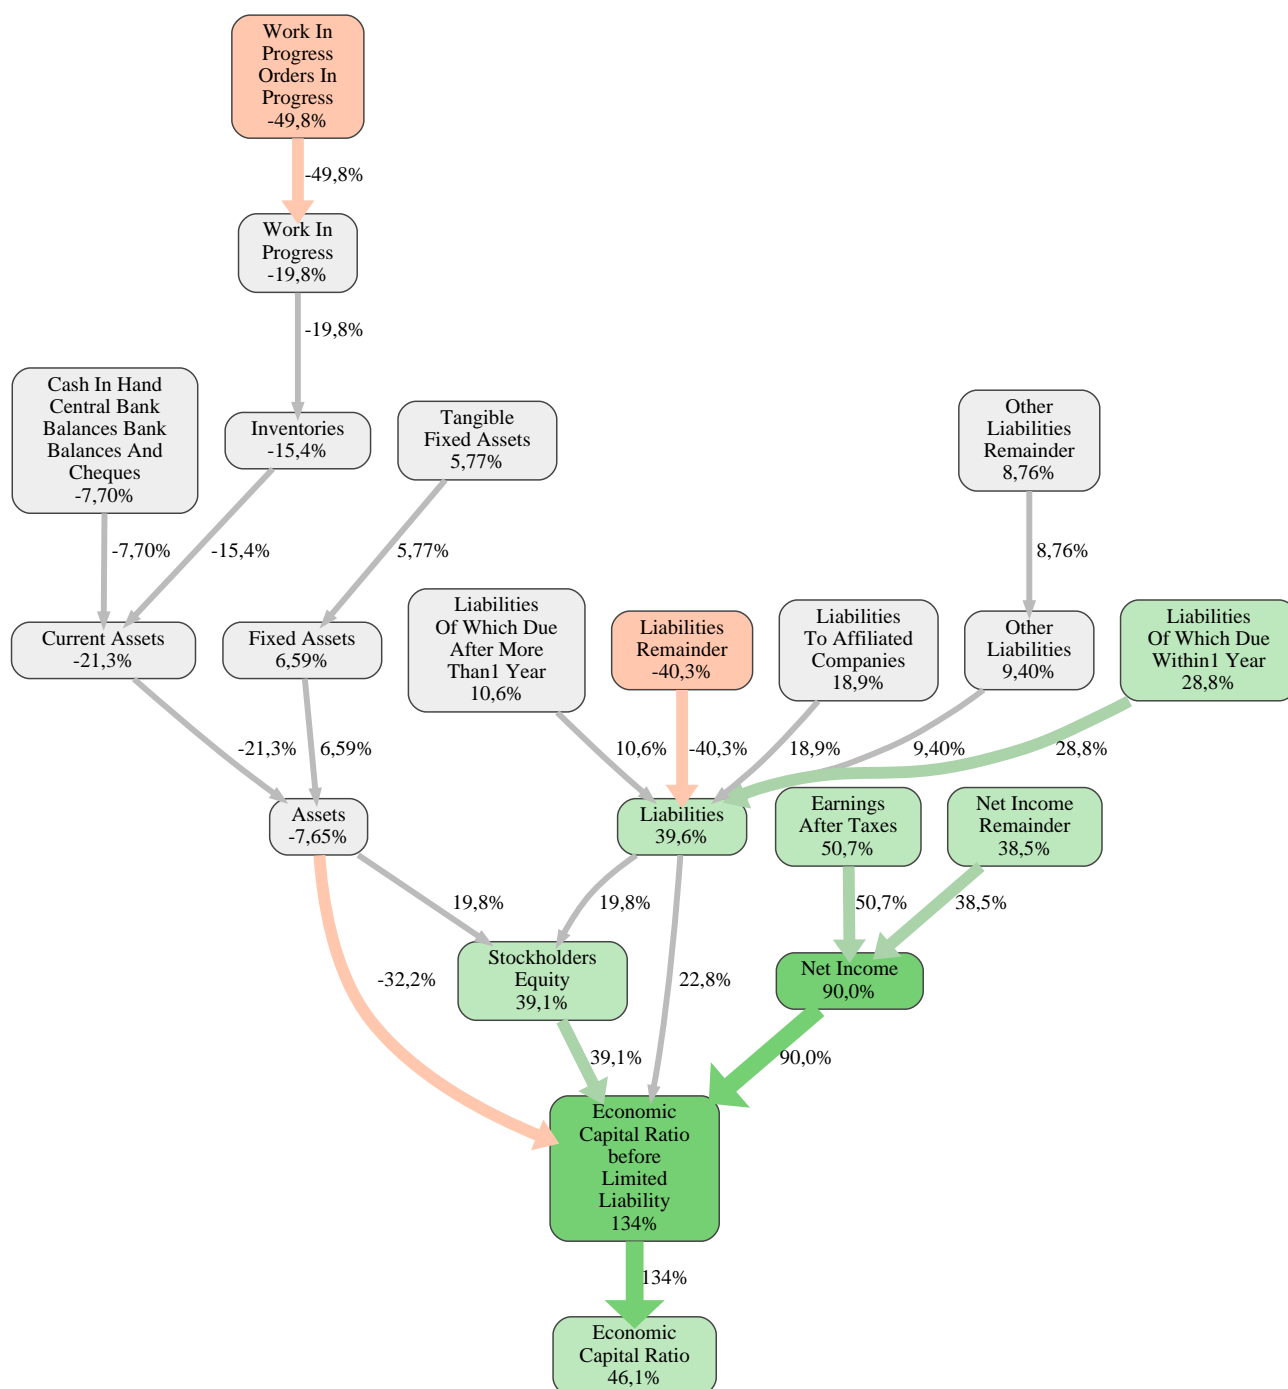 Work In
Progress
Orders In
Progress
-49,8%
-49,8%
Work In
Progress
-19,8%
-19,8%
Cash In Hand
Central Bank
Balances Bank
Balances And
Cheques
-7,70%
Inventories
-15,4%
Tangible
Fixed Assets
5,77%
Other
Liabilities
Remainder
8,76%
-7,70%
-15,4%
5,77%
8,76%
Current Assets
-21,3%
Fixed Assets
6,59%
Liabilities
Of Which Due
After More
Than1 Year
10,6%
Liabilities
Remainder
-40,3%
Liabilities
To Affiliated
Companies
18,9%
Other
Liabilities
9,40%
Liabilities
Of Which Due
Within1 Year
28,8%
-21,3%
6,59%
10,6%
-40,3%
18,9%
9,40%
28,8%
Assets
-7,65%
Liabilities
39,6%
Earnings
After Taxes
50,7%
Net Income
Remainder
38,5%
19,8%
19,8%
50,7%
38,5%
Stockholders
Equity
39,1%
Net Income
90,0%
-32,2%
22,8%
39,1%
90,0%
Economic
Capital Ratio
before
Limited
Liability
134%
134%
Economic
Capital Ratio
46,1%